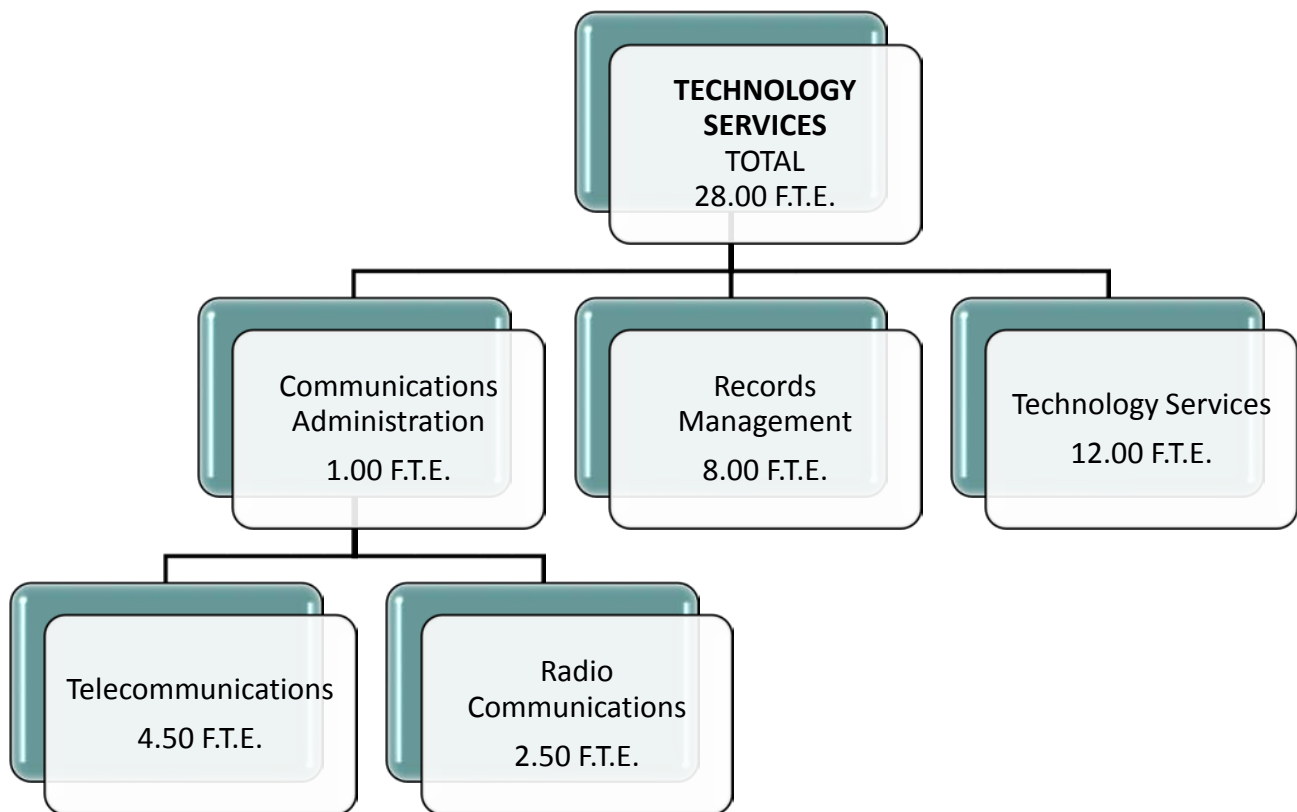 TECHNOLOGY
SERVICES
TOTAL
28.00 F.T.E.
Communications
Administration
1.00 F.T.E.
Records
Management
8.00 F.T.E.
Technology Services
12.00 F.T.E.
Telecommunications
4.50 F.T.E.
Radio
Communications
2.50 F.T.E.